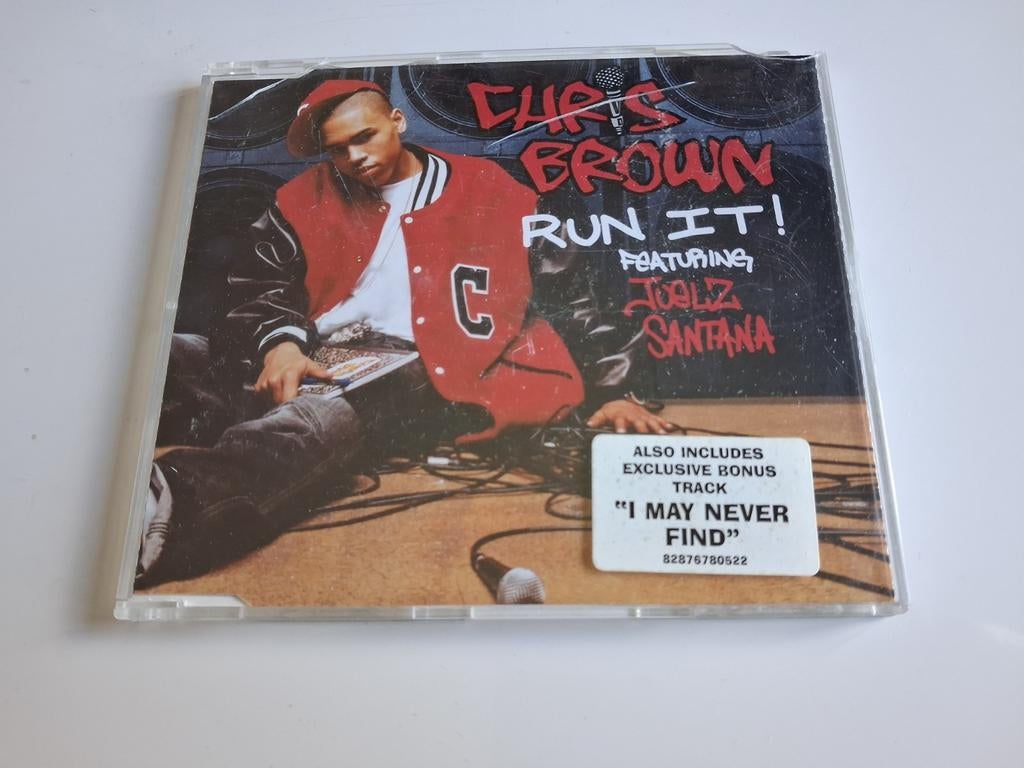 CHRIS
BROWN
RUN IT!
FEATURING
JUELZ
SANTANA
C
ALSO INCLUDES
EXCLUSIVE BONUS
TRACK
"I MAY NEVER
FIND"
82876780522